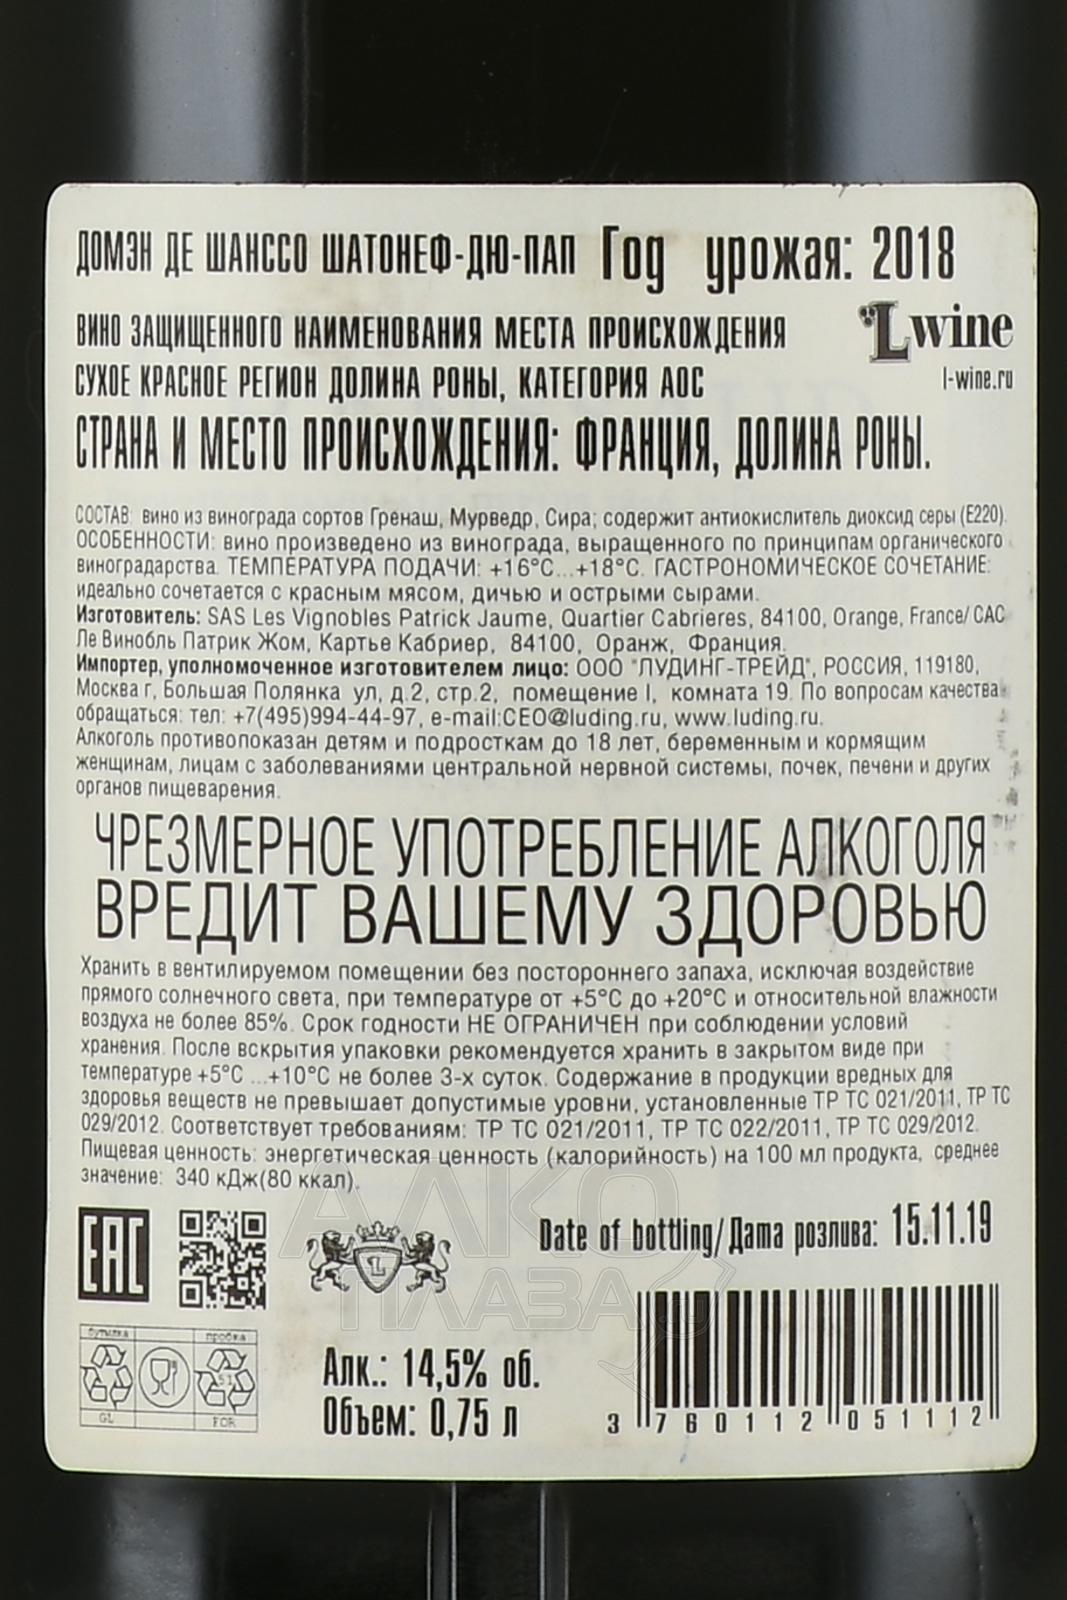 ДОМЭН ДЕ ШАНССО ШАТОНЕФ-ДЮ-ПАП Год урожая: 2018
ВИНО ЗАЩИЩЕННОГО НАИМЕНОВАНИЯ МЕСТА ПРОИСХОЖДЕНИЯ
Lwine
СУХОЕ КРАСНОЕ РЕГИОН ДОЛИНА РОНЫ, КАТЕГОРИЯ АОС
l-wine.ru
СТРАНА И МЕСТО ПРОИСХОЖДЕНИЯ: ФРАНЦИЯ, ДОЛИНА РОНЫ.
СОСТАВ: вино из винограда сортов Гренаш, Мурведр, Сира; содержит антиокислитель диоксид серы (Е220).
ОСОБЕННОСТИ: вино произведено из винограда, выращенного по принципам органического
виноградарства. ТЕМПЕРАТУРА ПОДАЧИ: +16°С...+18°С. ГАСТРОНОМИЧЕСКОЕ СОЧЕТАНИЕ:
идеально сочетается с красным мясом, дичью и острыми сырами.
Изготовитель: SAS Les Vignobles Patrick Jaume, Quartier Cabrieres, 84100, Orange, France/ САС
Ле Винобль Патрик Жом, Картье Кабриер, 84100, Оранж, Франция.
Импортер, уполномоченное изготовителем лицо: ООО "ЛУДИНГ-ТРЕЙД", РОССИЯ, 119180,
Москва г, Большая Полянка ул, д.2, стр.2, помещение I, комната 19. По вопросам качества
обращаться: тел: +7(495)994-44-97, e-mail:CEO@luding.ru, www.luding.ru.
Алкоголь противопоказан детям и подросткам до 18 лет, беременным и кормящим
женщинам, лицам с заболеваниями центральной нервной системы, почек, печени и других
органов пищеварения.
ЧРЕЗМЕРНОЕ УПОТРЕБЛЕНИЕ АЛКОГОЛЯ
ВРЕДИТ ВАШЕМУ ЗДОРОВЬЮ
Хранить в вентилируемом помещении без постороннего запаха, исключая воздействие
прямого солнечного света, при температуре от +5°С до +20°С и относительной влажности
воздуха не более 85%. Срок годности НЕ ОГРАНИЧЕН при соблюдении условий
хранения. После вскрытия упаковки рекомендуется хранить в закрытом виде при
температуре +5°С ...+10°С не более 3-х суток. Содержание в продукции вредных для
здоровья веществ не превышает допустимые уровни, установленные ТР ТС 021/2011, ТР ТС
029/2012. Соответствует требованиям: ТР ТС 021/2011, ТР ТС 022/2011, ТР ТС 029/2012.
Пищевая ценность: энергетическая ценность (калорийность) на 100 мл продукта, среднее
значение: 340 кДж(80 ккал).
EAC
L
АЛКО
ПЛАЗА
Date of bottling/Дата розлива: 15.11.19
бутылка пробка
51
GL FOR
Алк.: 14,5% об.
Объем: 0,75 л
3 760112 051112